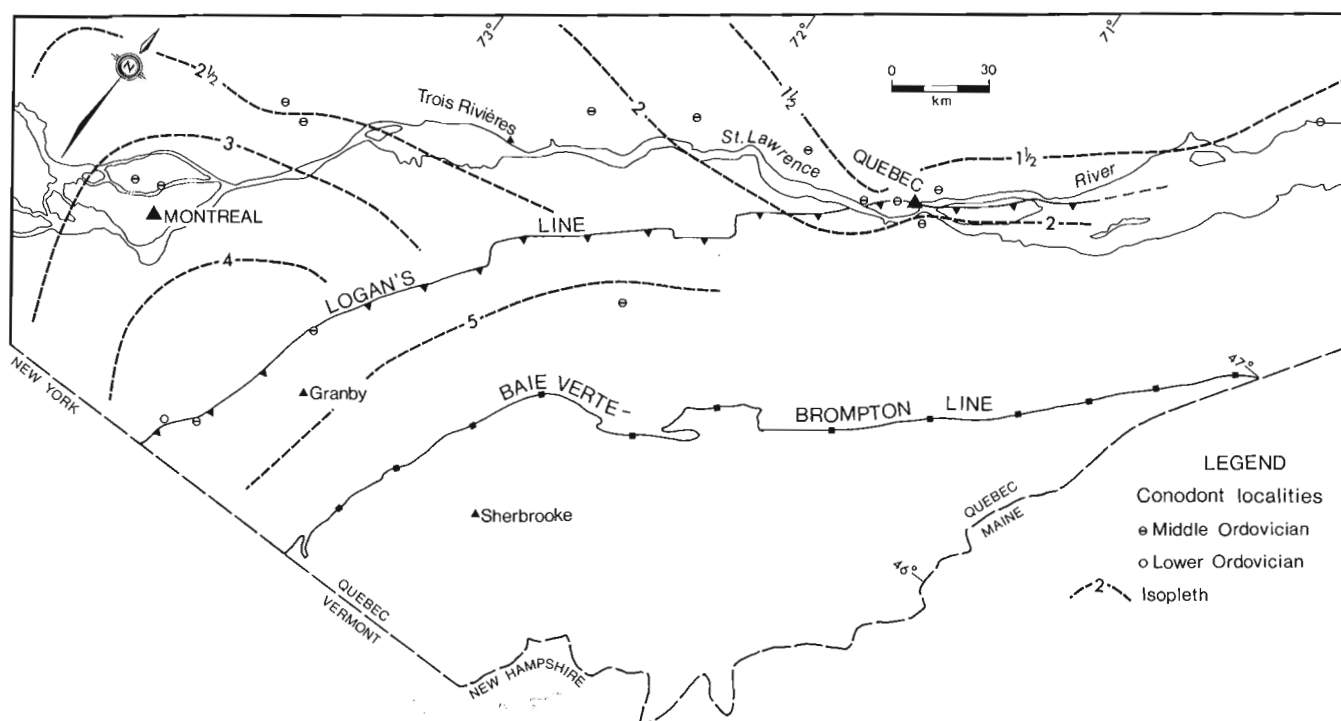 73°
72°
71°
N
2½
2
1½
0 30
km
Trois Rivières
St. Lawrence
QUEBEC
1½
River
3
MONTREAL
2
LOGAN'S LINE
4
5
NEW YORK
Granby
BAIE VERTE-
BROMPTON LINE
47°
Sherbrooke
QUEBEC
MAINE
46°
QUEBEC
VERMONT
NEW HAMPSHIRE
LEGEND
Conodont localities
Middle Ordovician
Lower Ordovician
2 Isopleth